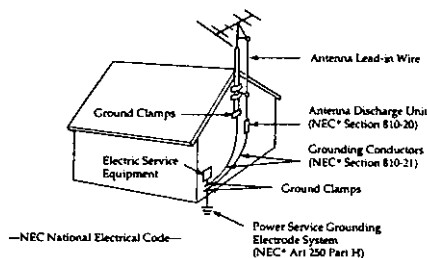 Antenna Lead-in Wire
Ground Clamps
Antenna Discharge Unit
(NEC* Section 810-20)
Electric Service
Equipment
Grounding Conductors
(NEC* Section 810-21)
Ground Clamps
—NEC National Electrical Code—
Power Service Grounding
Electrode System
(NEC* Art 250 Part H)